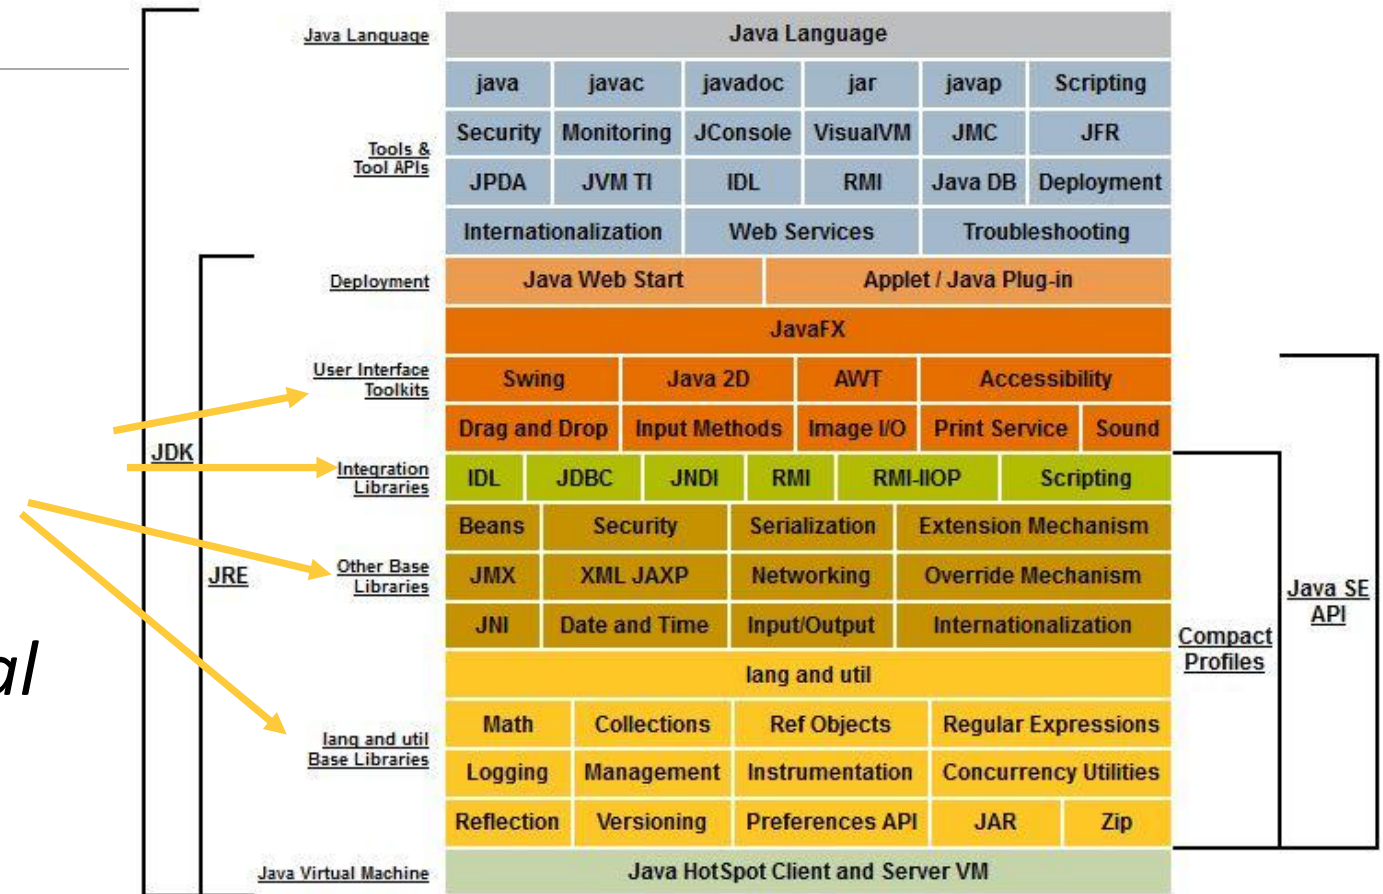 Java Language
Java Language
java javac javadoc jar javap Scripting
Security Monitoring JConsole VisualVM JMC JFR
Tools &
Tool APIs
JPDA JVM TI IDL RMI Java DB Deployment
Internationalization Web Services Troubleshooting
Deployment
Java Web Start Applet / Java Plug-in
JavaFX
User Interface
Toolkits
Swing Java 2D AWT Accessibility
Drag and Drop Input Methods Image I/O Print Service Sound
JDK
Integration
Libraries
IDL JDBC JNDI RMI RMI-IIOP Scripting
Beans Security Serialization Extension Mechanism
JRE
Other Base
Libraries
JMX XML JAXP Networking Override Mechanism
Java SE
API
JNI Date and Time Input/Output Internationalization
Compact
Profiles
al
lang and util
Math Collections Ref Objects Regular Expressions
lang and util
Base Libraries
Logging Management Instrumentation Concurrency Utilities
Reflection Versioning Preferences API JAR Zip
Java Virtual Machine
Java HotSpot Client and Server VM